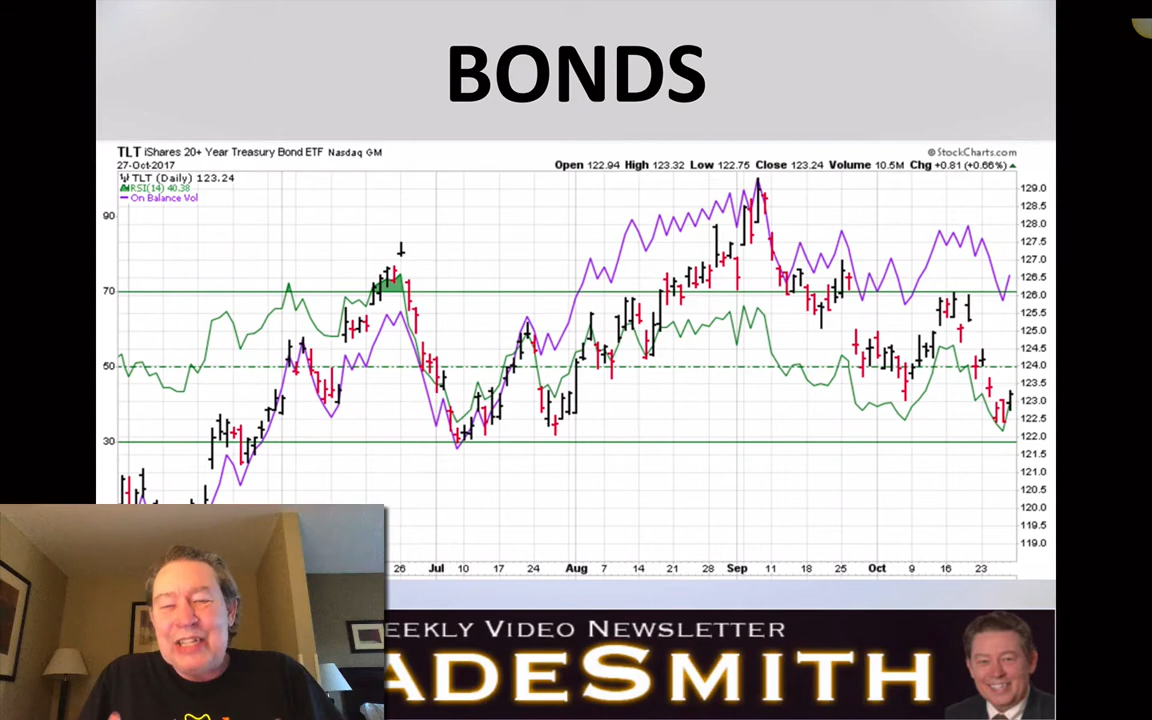 BONDS
TLT iShares 20+ Year Treasury Bond ETF Nasdaq GM
© StockCharts.com
27-Oct-2017
Open 122.94 High 123.32 Low 122.75 Close 123.24 Volume 10.5M Chg +0.81 (+0.66%)
TLT (Daily) 123.24
RSI(14) 40.38
On Balance Vol
90
70
50
30
129.0
128.5
128.0
127.5
127.0
126.5
126.0
125.5
125.0
124.5
124.0
123.5
123.0
122.5
122.0
121.5
121.0
120.5
120.0
119.5
119.0
26 Jul 10 17 24 Aug 7 14 21 28 Sep 11 18 25 Oct 9 16 23
EEKLY VIDEO NEWSLETTER
ADESMITH